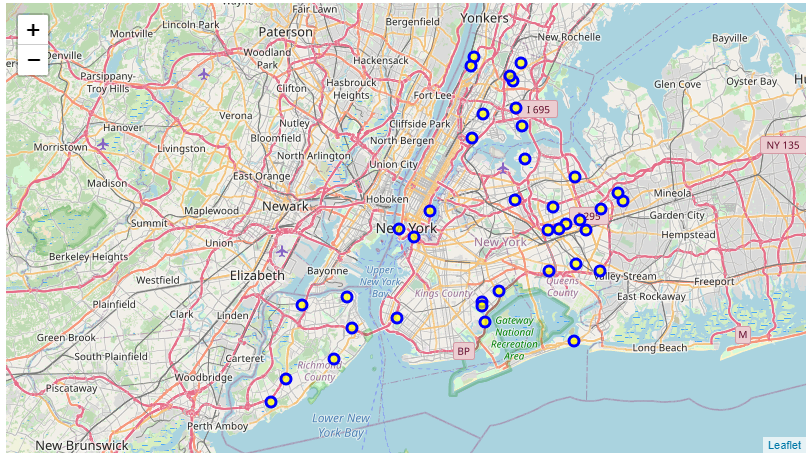 +
−
Yonkers
Fair Lawn
Bergenfield
Lincoln Park
Montville
Paterson
New Rochelle
Bayville
Woodland
Park
Hackensack
Denville
Parsippany-
Troy Hills
Hasbrouck
Heights
Clifton
Fort Lee
Glen Cove
Oyster Bay
Hu
Verona
I 695
Nutley
Cliffside Park
Hanover
Bloomfield
North Bergen
NY 135
Morristown
Livingston
North Arlington
Union City
East Orange
Madison
Mineola
Hoboken
Maplewood
Newark
Garden City
Summit
295
New York
Hempstead
Union
New York
Berkeley Heights
Elizabeth
Bayonne
Upper
New York
Bay
Valley Stream
Westfield
Queens
County
Freeport
Kings County
East Rockaway
Plainfield
Clark
Linden
Gateway
National
Recreation
Area
Green Brook
M
BP
Long Beach
South Plainfield
Carteret
Richmond
County
Woodbridge
Piscataway
Perth Amboy
Lower New
York Bay
New Brunswick
Leaflet